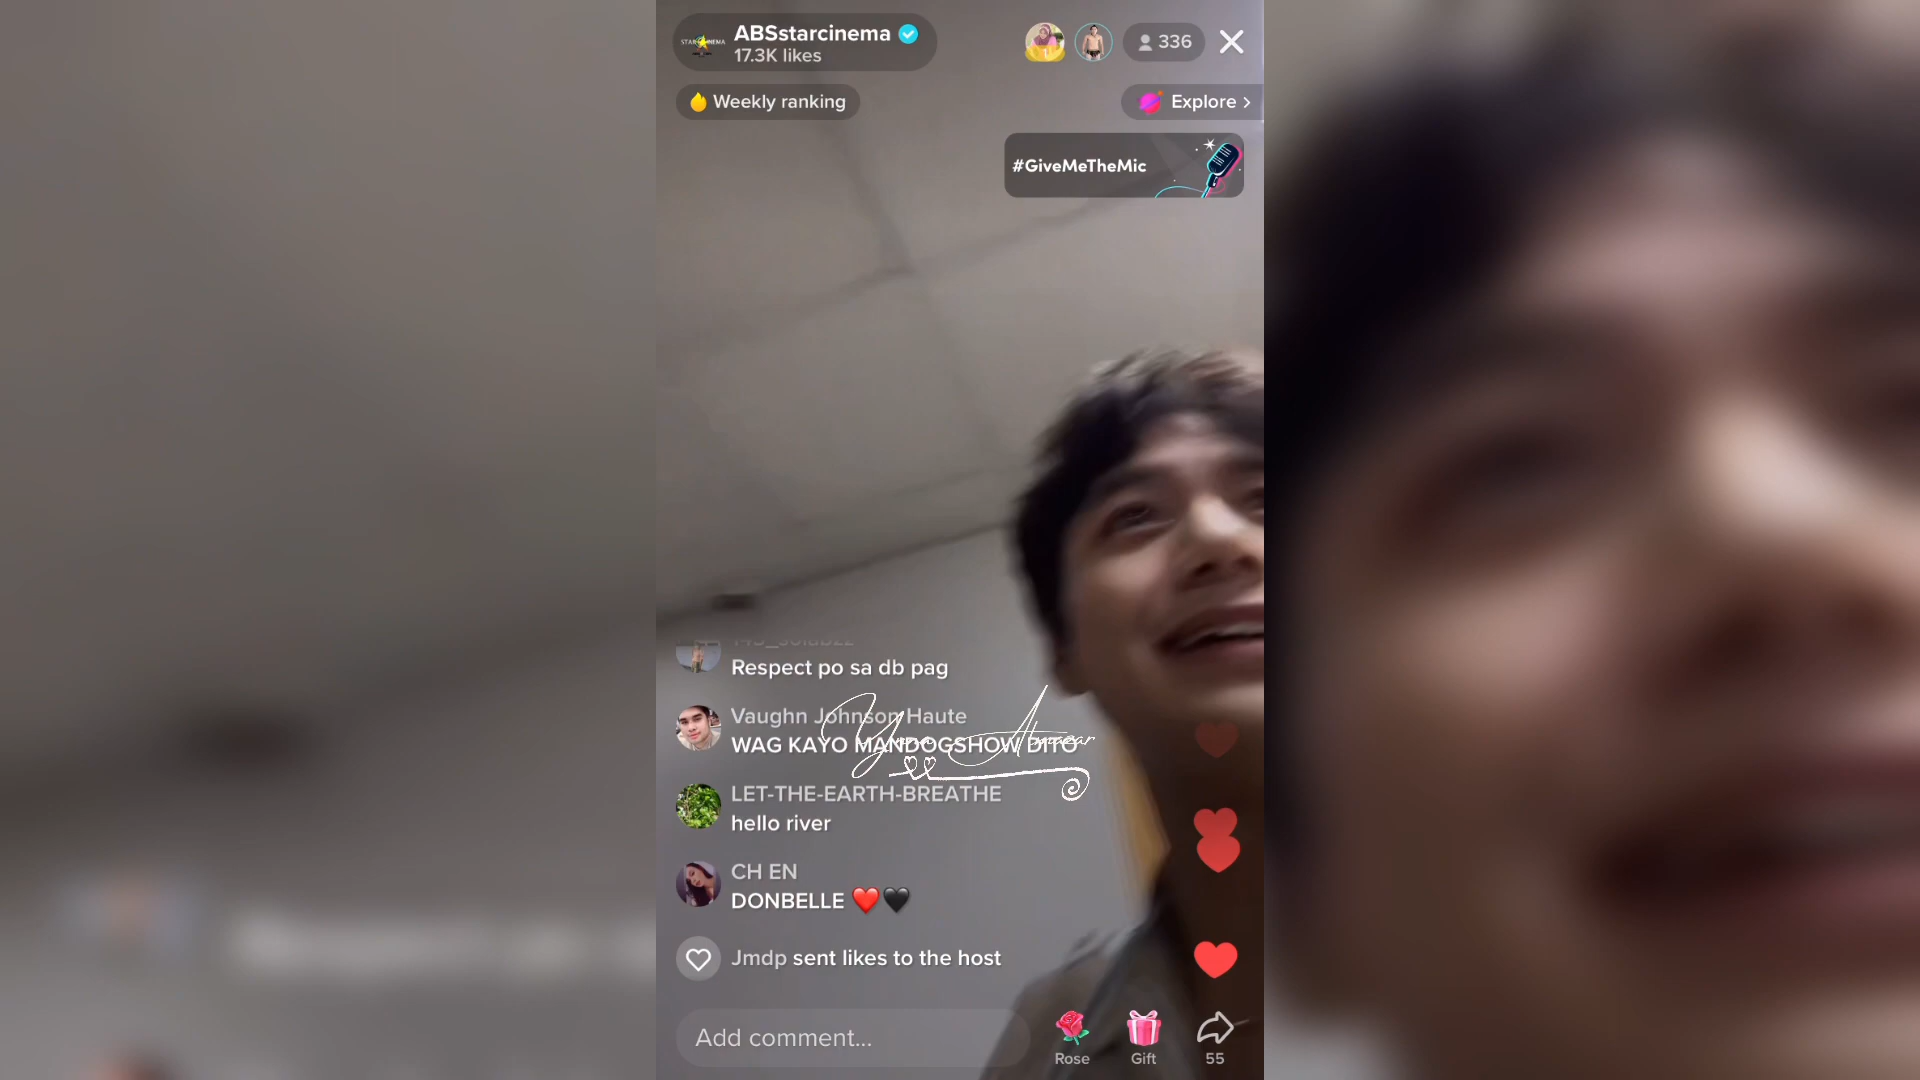 STAR CINEMA
ABSstarcinema
17.3K likes
336
Weekly ranking
Explore >
#GiveMeTheMic
Respect po sa db pag
Vaughn Johnson Haute
WAG KAYO MANDOGSHOW DITO
LET-THE-EARTH-BREATHE
hello river
CH EN
DONBELLE ❤️🖤
Jmdp sent likes to the host
Add comment...
Rose
Gift
55